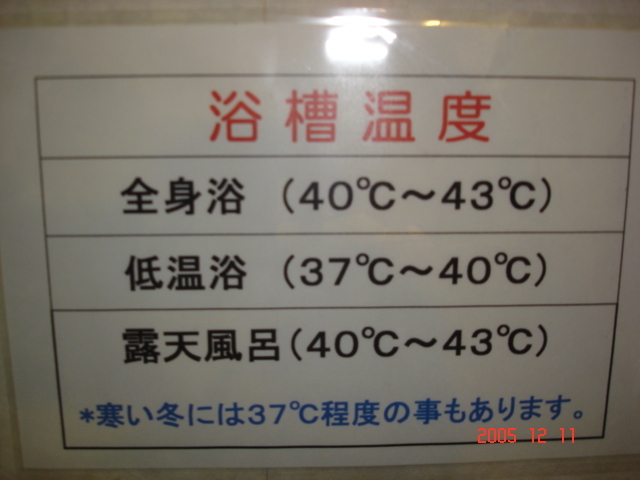 浴槽温度
全身浴 （40℃～43℃）
低温浴 （37℃～40℃）
露天風呂（40℃～43℃）
*寒い冬には37℃程度の事もあります。
2005 12 11